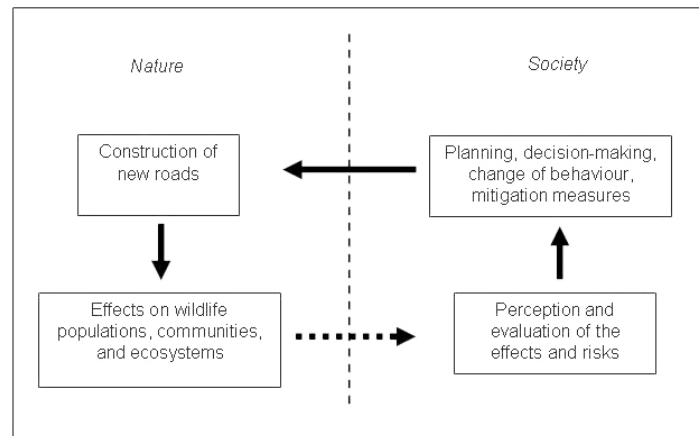 Nature
Society
Construction of
new roads
Planning, decision-making,
change of behaviour,
mitigation measures
Effects on wildlife
populations, communities,
and ecosystems
Perception and
evaluation of the
effects and risks